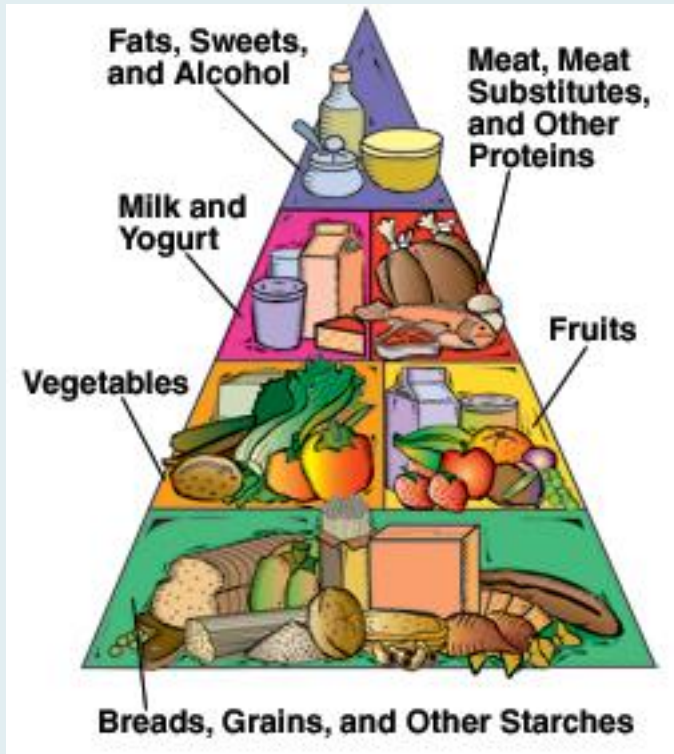 Fats, Sweets,
and Alcohol
Meat, Meat
Substitutes,
and Other
Proteins
Milk and
Yogurt
Fruits
Vegetables
Breads, Grains, and Other Starches